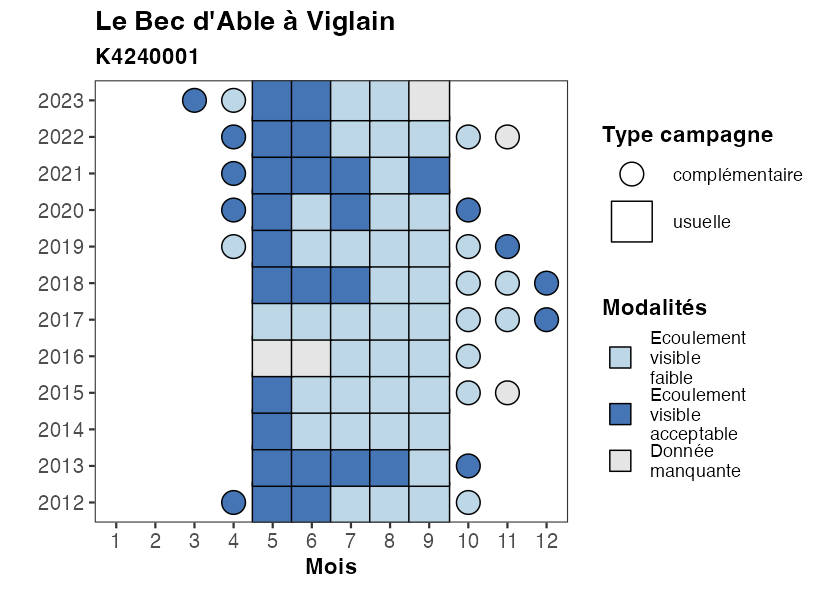 Le Bec d'Able à Viglain
K4240001
2023
2022
2021
2020
2019
2018
2017
2016
2015
2014
2013
2012
1 2 3 4 5 6 7 8 9 10 11 12
Mois
Type campagne
complémentaire
usuelle
Modalités
Ecoulement
visible
faible
Ecoulement
visible
acceptable
Donnée
manquante